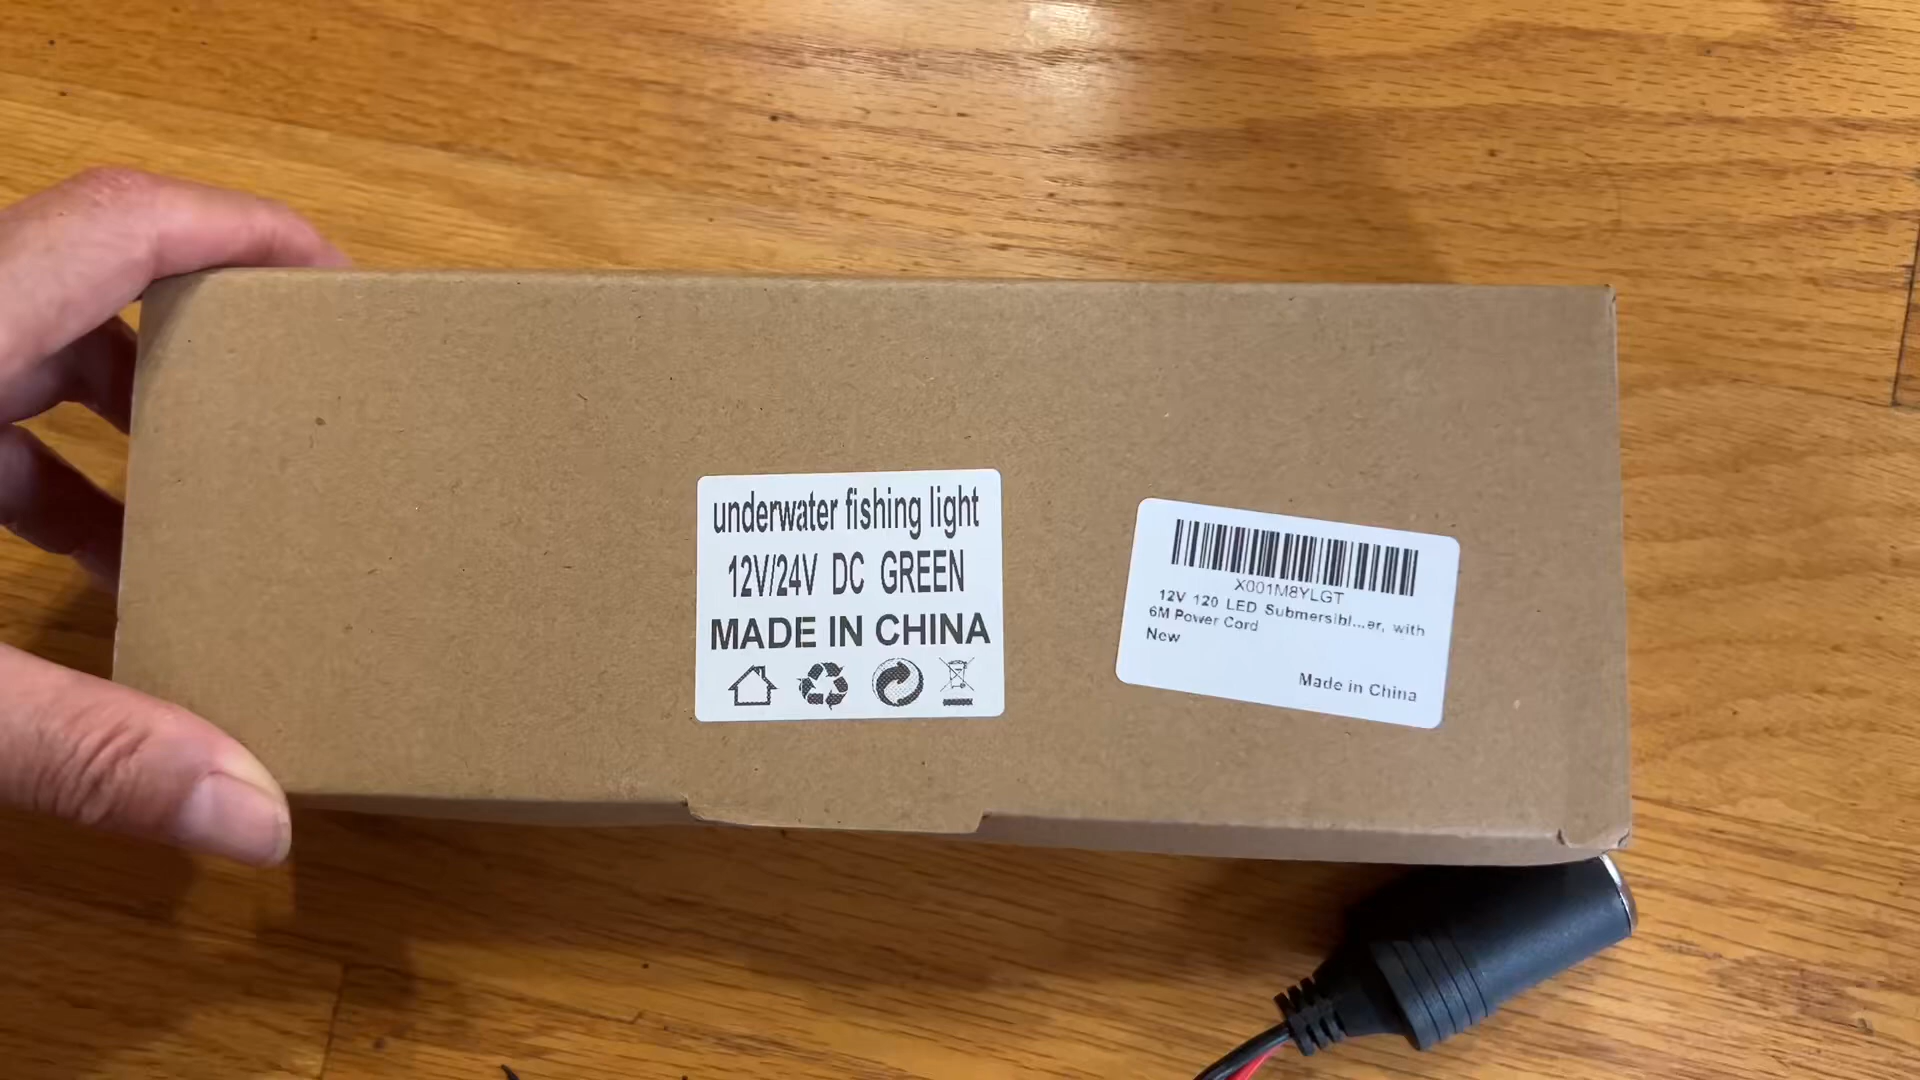 underwater fishing light
12V/24V DC GREEN
MADE IN CHINA
X001M8YLGT
12V 120 LED Submersibl...er, with
6M Power Cord
New
Made in China